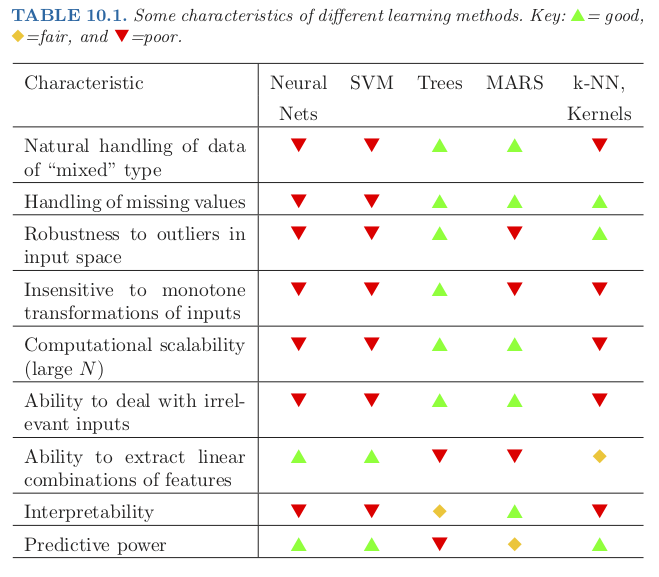 TABLE 10.1. Some characteristics of different learning methods. Key: ▲= good,
◆=fair, and ▼=poor.
Characteristic Neural SVM Trees MARS k-NN,
Nets Kernels
Natural handling of data ▼ ▼ ▲ ▲ ▼
of “mixed” type
Handling of missing values ▼ ▼ ▲ ▲ ▲
Robustness to outliers in ▼ ▼ ▲ ▼ ▲
input space
Insensitive to monotone ▼ ▼ ▲ ▼ ▼
transformations of inputs
Computational scalability ▼ ▼ ▲ ▲ ▼
(large N)
Ability to deal with irrel- ▼ ▼ ▲ ▲ ▼
evant inputs
Ability to extract linear ▲ ▲ ▼ ▼ ◆
combinations of features
Interpretability ▼ ▼ ◆ ▲ ▼
Predictive power ▲ ▲ ▼ ◆ ▲